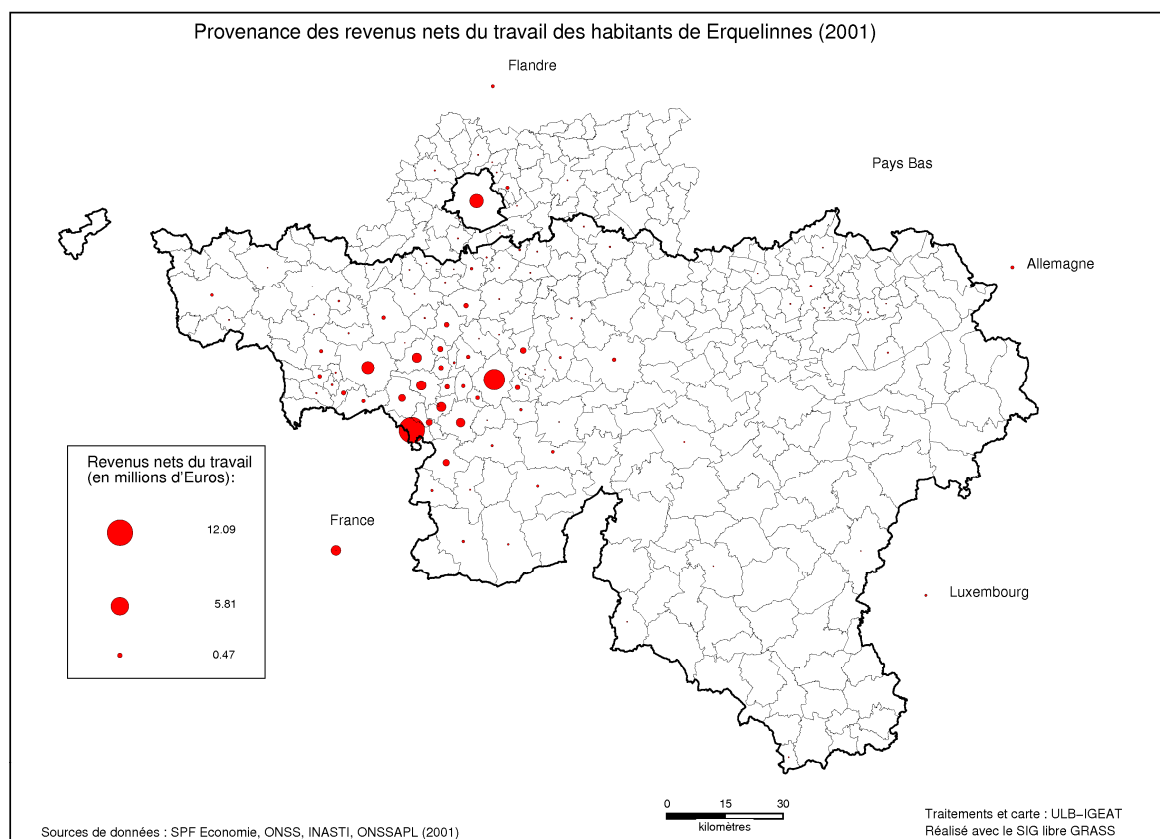 Provenance des revenus nets du travail des habitants de Erquelinnes (2001)
Flandre
Pays Bas
Allemagne
Revenus nets du travail
(en millions d'Euros):
12.09
5.81
0.47
France
Luxembourg
0 15 30
kilomètres
Sources de données : SPF Economie, ONSS, INASTI, ONSSAPL (2001)
Traitements et carte : ULB-IGEAT
Réalisé avec le SIG libre GRASS